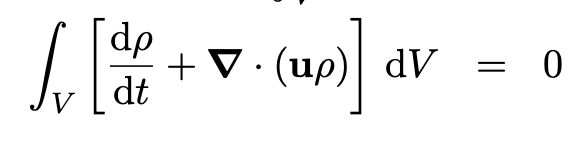 ∫_V [dρ/dt + ∇ · (uρ)] dV = 0